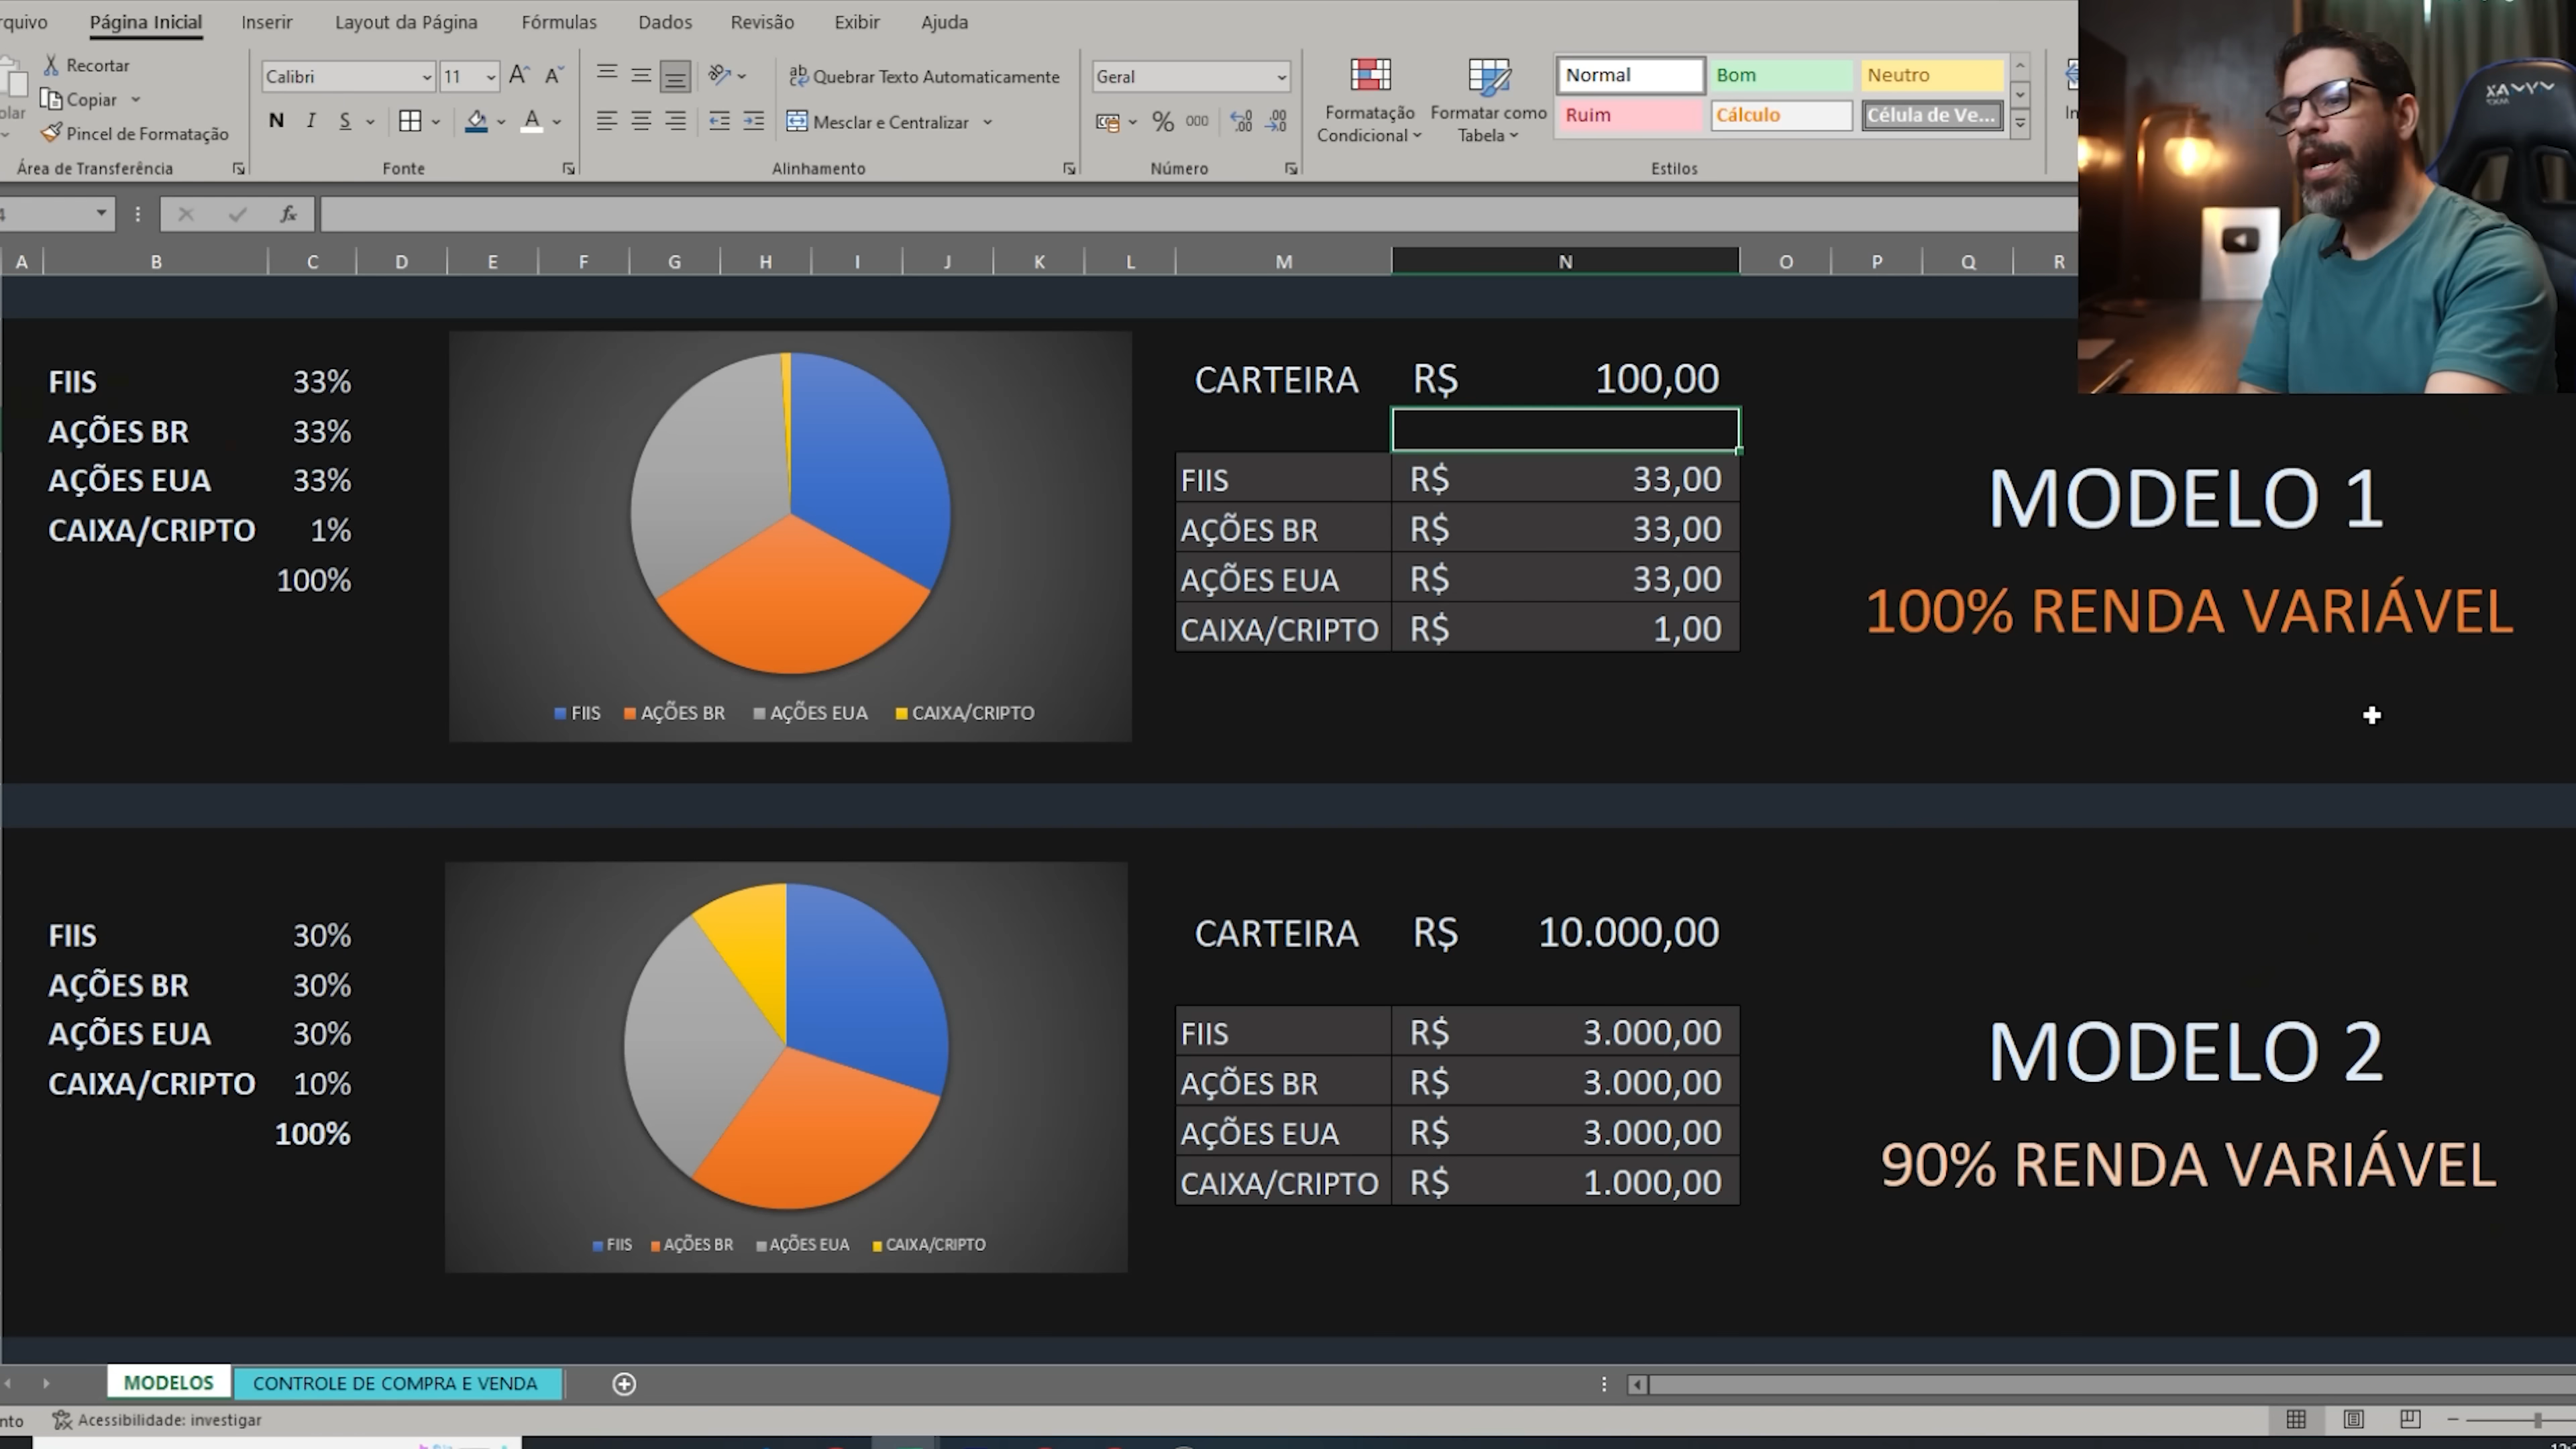 Página Inicial Inserir Layout da Página Fórmulas Dados Revisão Exibir Ajuda
Recortar
Copiar
Pincel de Formatação
Área de Transferência
Calibri 11
N I S
Fonte
Quebrar Texto Automaticamente
Mesclar e Centralizar
Alinhamento
Geral
% 000
Número
Formatação Condicional
Formatar como Tabela
Normal Bom Neutro
Ruim Cálculo Célula de Ve...
Estilos
fx
A B C D E F G H I J K L M N O P Q R
FIIS 33%
AÇÕES BR 33%
AÇÕES EUA 33%
CAIXA/CRIPTO 1%
100%
FIIS AÇÕES BR AÇÕES EUA CAIXA/CRIPTO
CARTEIRA R$ 100,00
FIIS R$ 33,00
AÇÕES BR R$ 33,00
AÇÕES EUA R$ 33,00
CAIXA/CRIPTO R$ 1,00
MODELO 1
100% RENDA VARIÁVEL
FIIS 30%
AÇÕES BR 30%
AÇÕES EUA 30%
CAIXA/CRIPTO 10%
100%
FIIS AÇÕES BR AÇÕES EUA CAIXA/CRIPTO
CARTEIRA R$ 10.000,00
FIIS R$ 3.000,00
AÇÕES BR R$ 3.000,00
AÇÕES EUA R$ 3.000,00
CAIXA/CRIPTO R$ 1.000,00
MODELO 2
90% RENDA VARIÁVEL
MODELOS CONTROLE DE COMPRA E VENDA
Acessibilidade: investigar